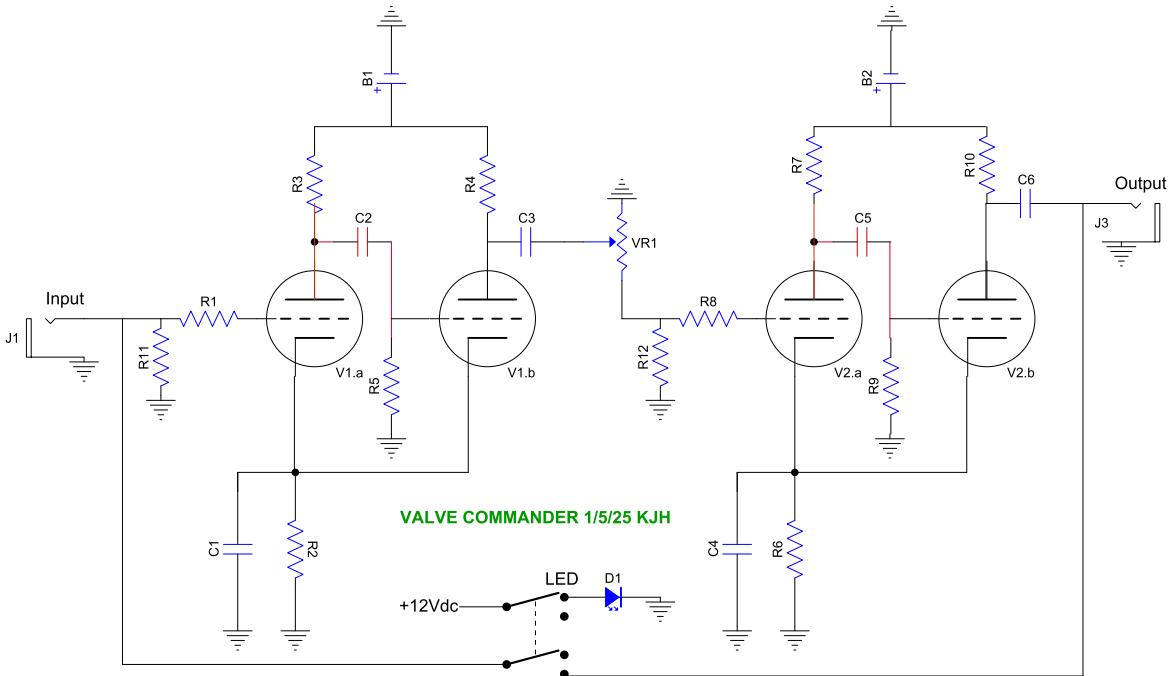 B1
+
B2
+
R3
R4
R7
R10
C2
C3
VR1
C5
C6
Output
J3
Input
J1
R1
R11
V1.a
R5
V1.b
R8
R12
V2.a
R9
V2.b
VALVE COMMANDER 1/5/25 KJH
C1
R2
C4
R6
LED
D1
+12Vdc